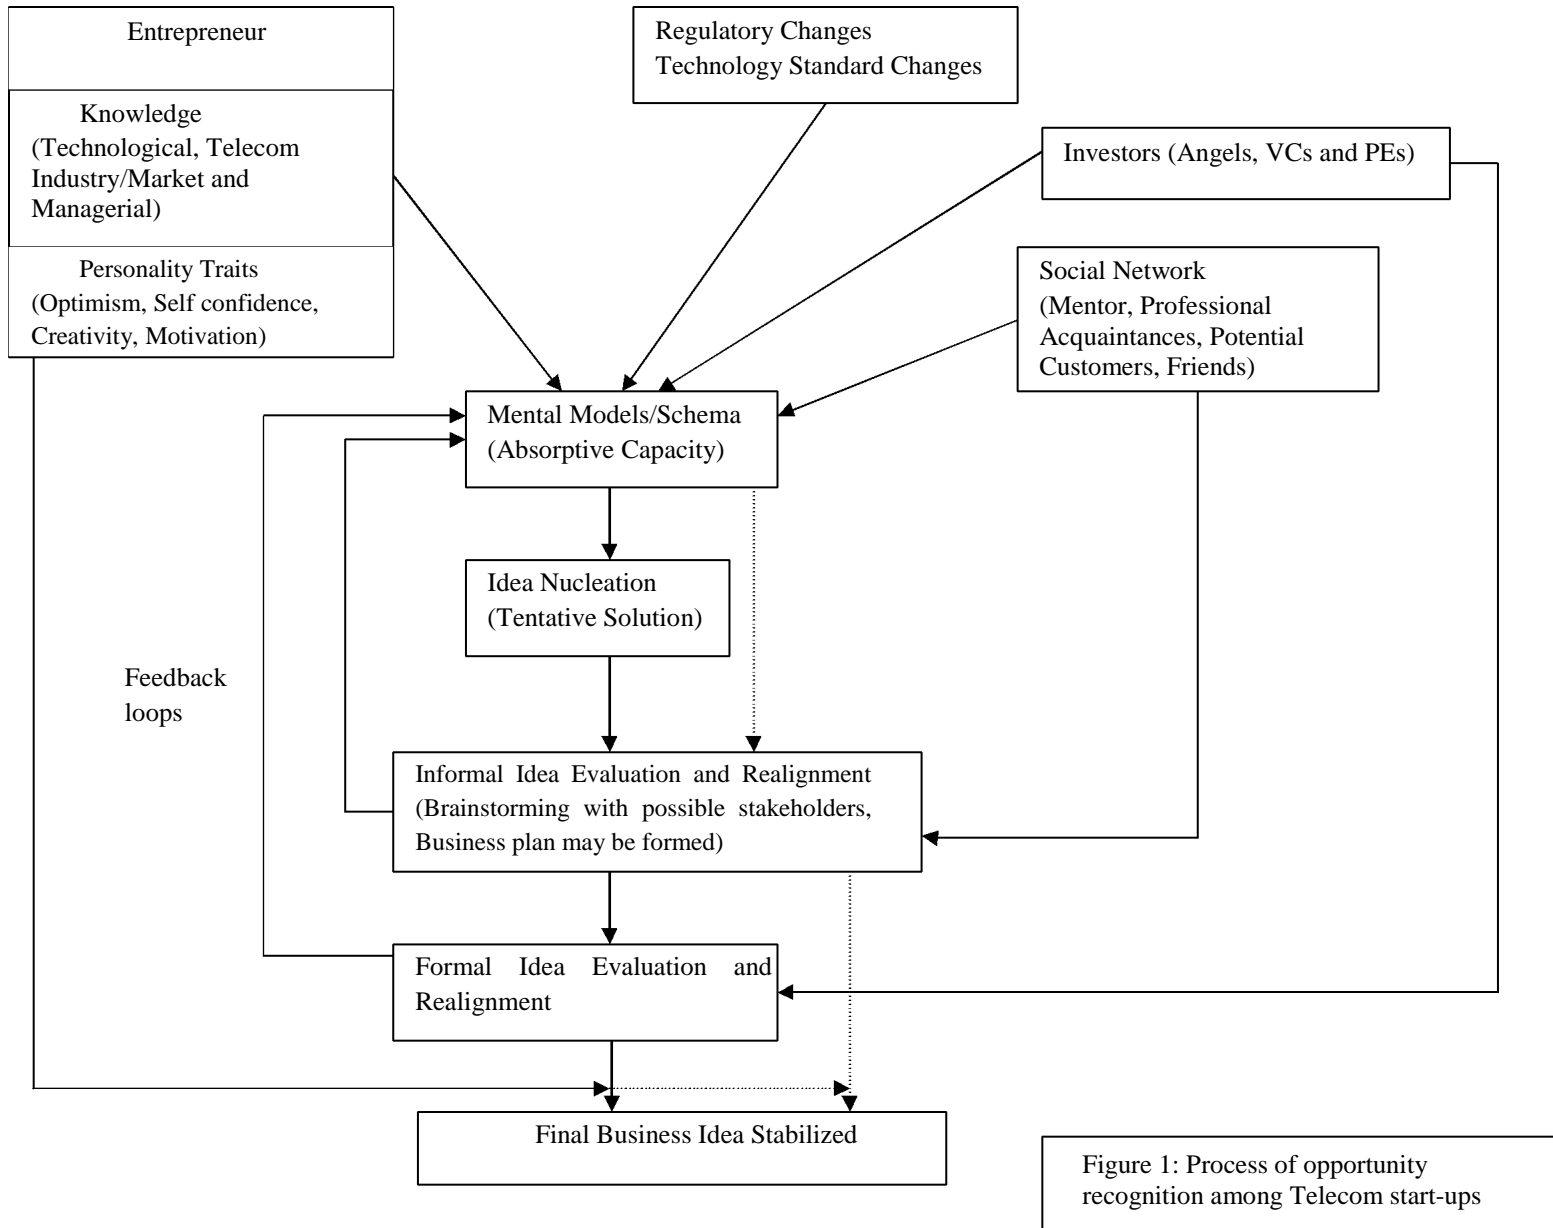 Entrepreneur
Knowledge
(Technological, Telecom
Industry/Market and
Managerial)
Personality Traits
(Optimism, Self confidence,
Creativity, Motivation)
Regulatory Changes
Technology Standard Changes
Investors (Angels, VCs and PEs)
Social Network
(Mentor, Professional
Acquaintances, Potential
Customers, Friends)
Mental Models/Schema
(Absorptive Capacity)
Idea Nucleation
(Tentative Solution)
Feedback
loops
Informal Idea Evaluation and Realignment
(Brainstorming with possible stakeholders,
Business plan may be formed)
Formal Idea Evaluation and
Realignment
Final Business Idea Stabilized
Figure 1: Process of opportunity
recognition among Telecom start-ups